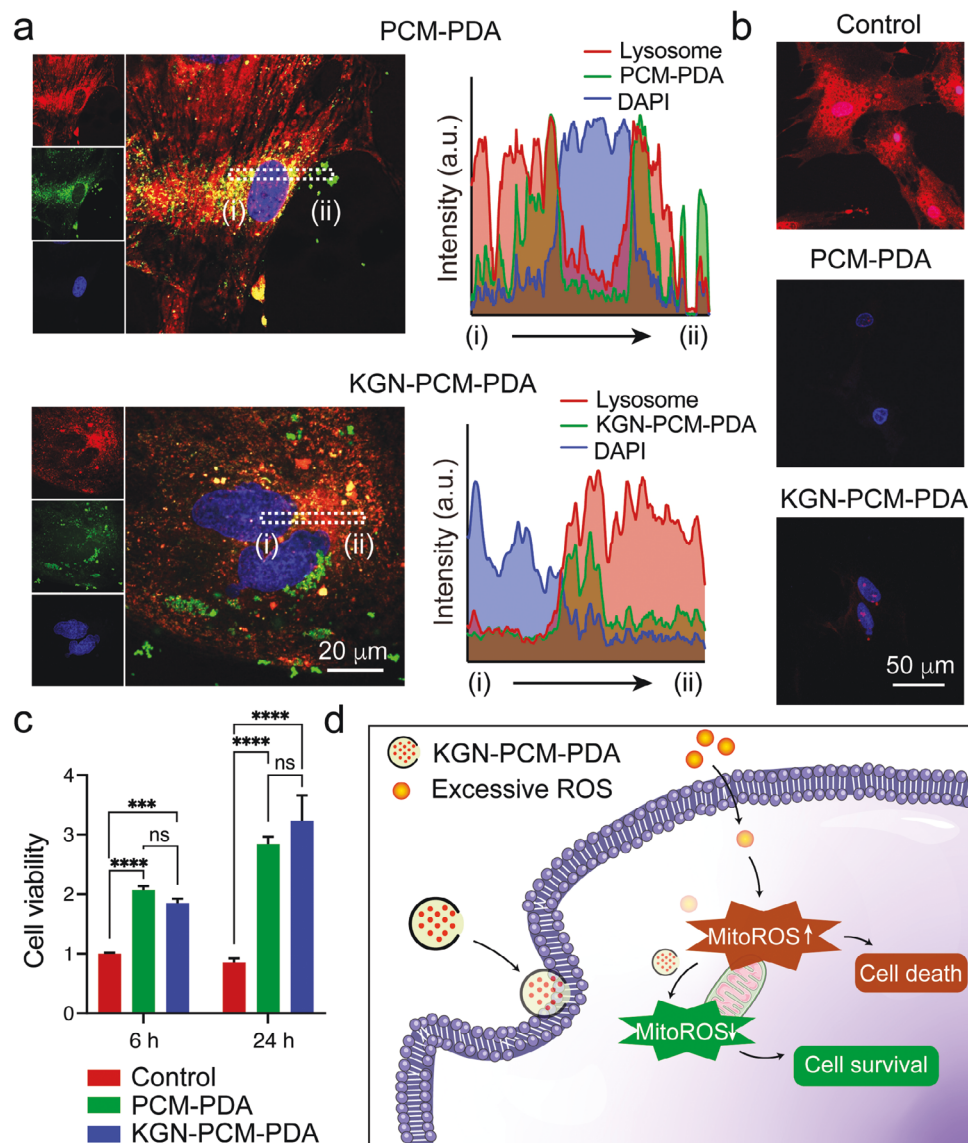 a
PCM-PDA
(i)
(ii)
Lysosome
PCM-PDA
DAPI
Intensity (a.u.)
(i)
(ii)
KGN-PCM-PDA
(i)
(ii)
20 μm
Lysosome
KGN-PCM-PDA
DAPI
Intensity (a.u.)
(i)
(ii)
b
Control
PCM-PDA
KGN-PCM-PDA
50 μm
c
Cell viability
4
3
2
1
0
****
***
ns
****
****
ns
6 h
24 h
Control
PCM-PDA
KGN-PCM-PDA
d
KGN-PCM-PDA
Excessive ROS
MitoROS↑
Cell death
MitoROS↓
Cell survival